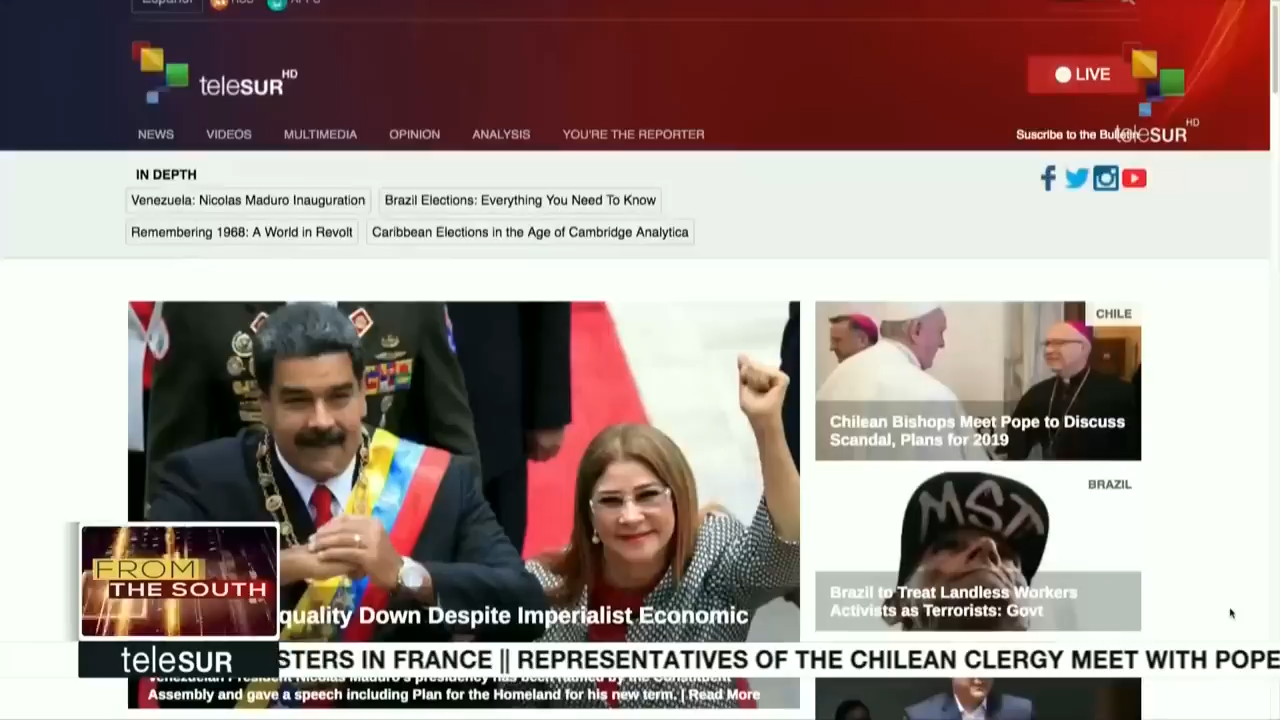 Español
teleSUR HD
LIVE
NEWS
VIDEOS
MULTIMEDIA
OPINION
ANALYSIS
YOU'RE THE REPORTER
Suscribe to the Bulletin
teleSUR HD
IN DEPTH
Venezuela: Nicolas Maduro Inauguration
Brazil Elections: Everything You Need To Know
Remembering 1968: A World in Revolt
Caribbean Elections in the Age of Cambridge Analytica
CHILE
Chilean Bishops Meet Pope to Discuss
Scandal, Plans for 2019
BRAZIL
MST
Brazil to Treat Landless Workers
Activists as Terrorists: Govt
quality Down Despite Imperialist Economic
FROM
THE SOUTH
teleSUR
STERS IN FRANCE || REPRESENTATIVES OF THE CHILEAN CLERGY MEET WITH POPE
Assembly and gave a speech including Plan for the Homeland for his new term. | Read More